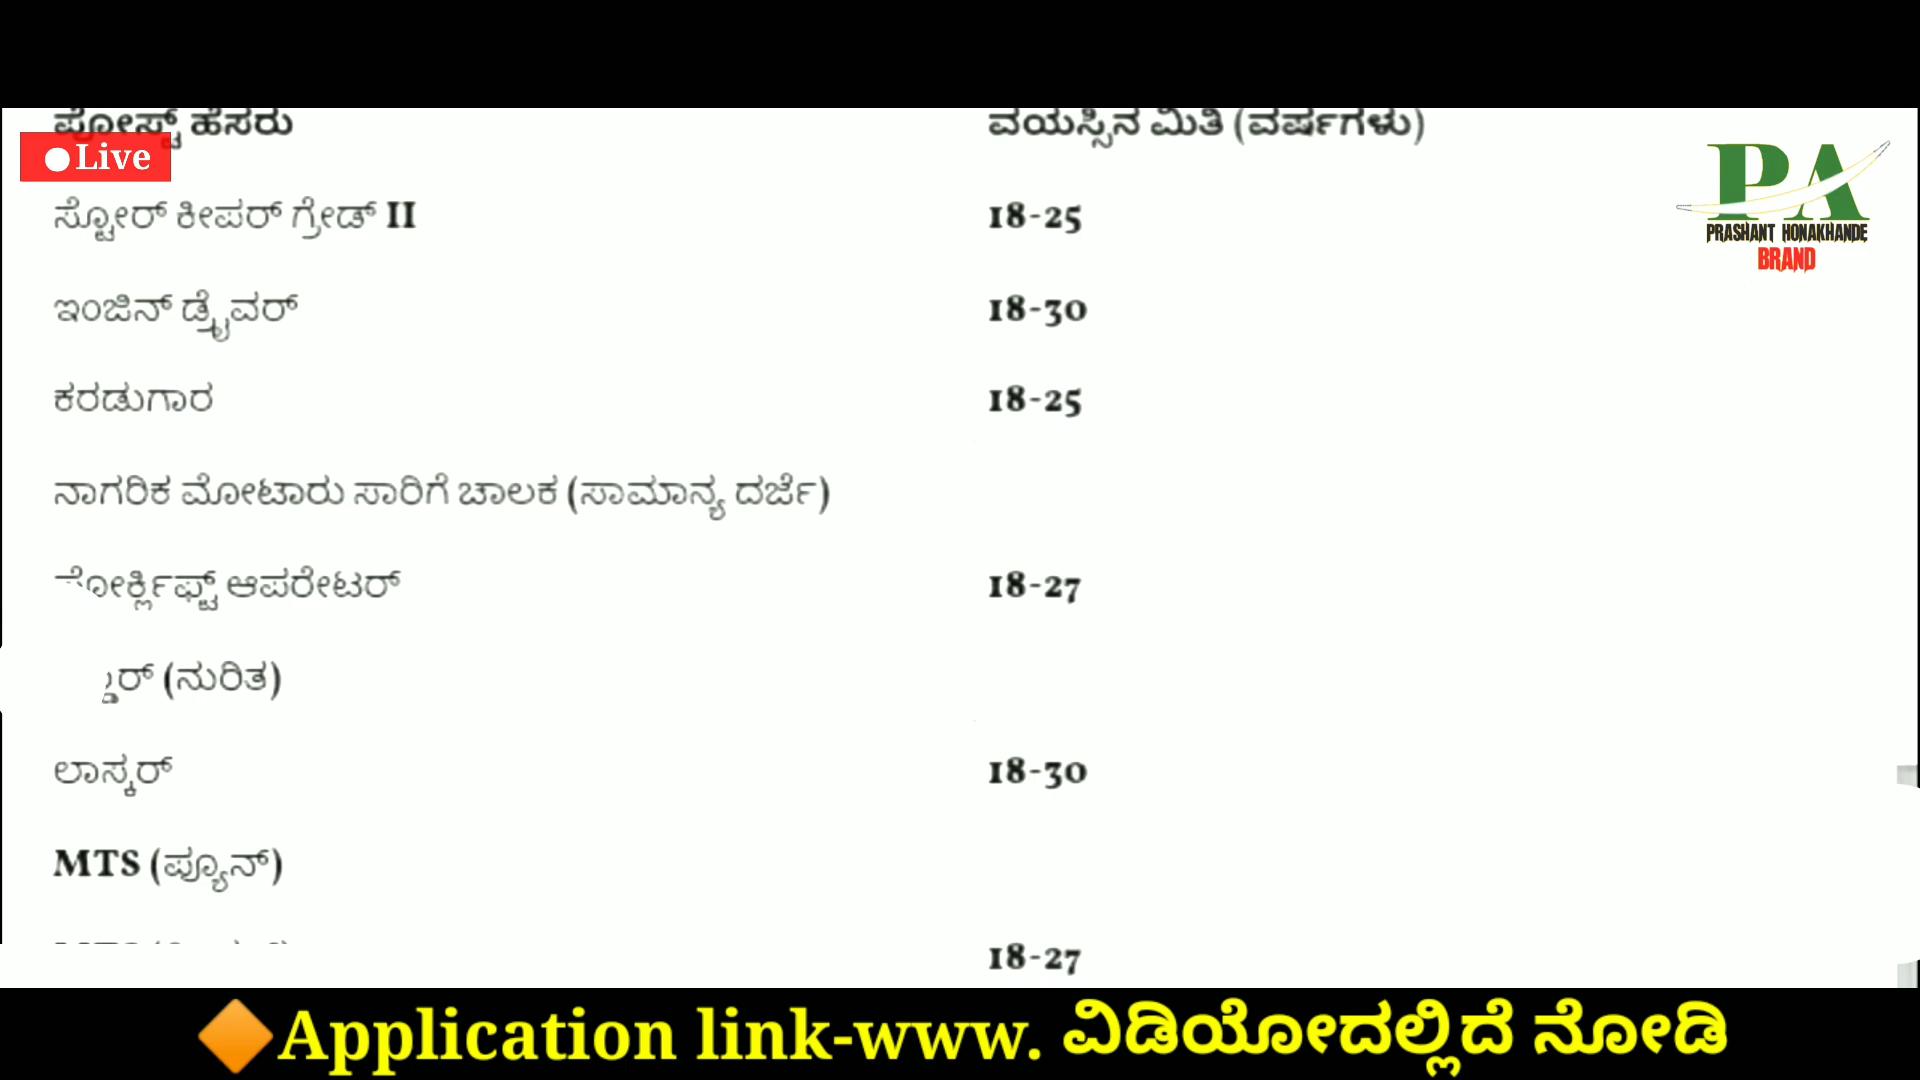 ಪೋಸ್ಟ್ ಹೆಸರು ವಯಸ್ಸಿನ ಮಿತಿ (ವರ್ಷಗಳು)
Live
ಸ್ಟೋರ್ ಕೀಪರ್ ಗ್ರೇಡ್ II 18-25
PA
PRASHANT HONAKHANDE
BRAND
ಇಂಜಿನ್ ಡ್ರೈವರ್ 18-30
ಕರಡುಗಾರ 18-25
ನಾಗರಿಕ ಮೋಟಾರು ಸಾರಿಗೆ ಚಾಲಕ (ಸಾಮಾನ್ಯ ದರ್ಜೆ)
ಆಪರೇಟರ್ 18-27
(ನುರಿತ)
ಲಾಸ್ಕರ್ 18-30
MTS (ಪ್ಯೂನ್)
18-27
Application link-www. ವಿಡಿಯೋದಲ್ಲಿದೆ ನೋಡಿ